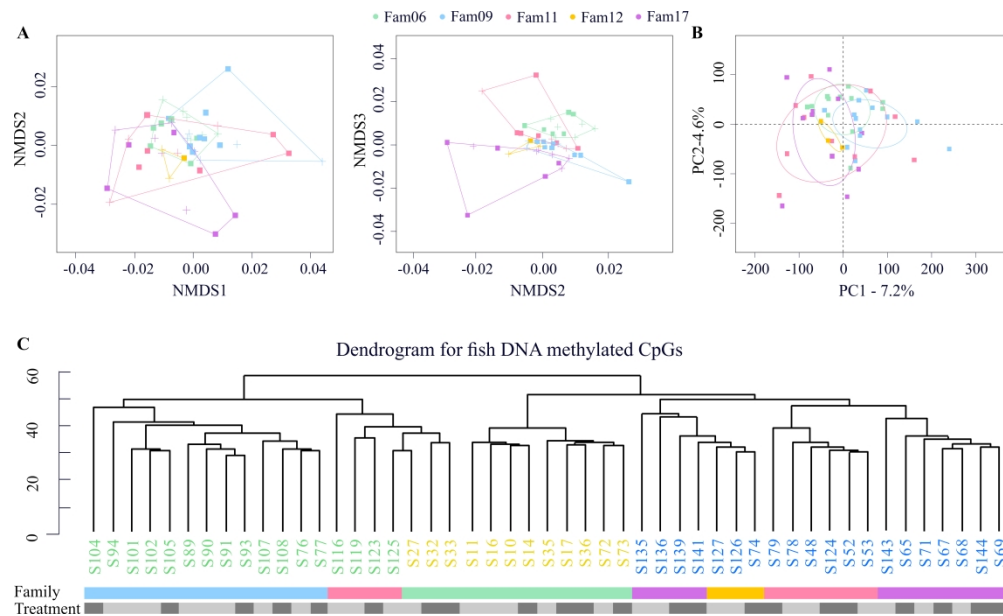 Fam06 Fam09 Fam11 Fam12 Fam17
A
NMDS2
0.02
0.00
-0.02
-0.04 -0.02 0.00 0.02 0.04
NMDS1
NMDS3
0.04
0.02
0.00
-0.02
-0.04
-0.04 -0.02 0.00 0.02
NMDS2
B
PC2-4.6%
100
0
-100
-200
-200 -100 0 100 200 300
PC1 - 7.2%
C
Dendrogram for fish DNA methylated CpGs
60
40
20
0
S104 S94 S101 S102 S105 S89 S90 S91 S93 S107 S108 S76 S77 S116 S119 S123 S125 S27 S32 S33 S11 S16 S10 S14 S35 S17 S36 S72 S73 S135 S136 S139 S141 S127 S126 S74 S79 S78 S48 S124 S52 S53 S143 S65 S71 S67 S68 S144 S69
Family
Treatment